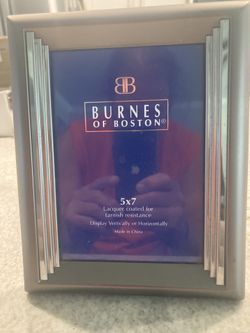 BB
BURNES
OF BOSTON®
5x7
Lacquer coated for
tarnish resistance
Display Vertically or Horizontally
Made in China